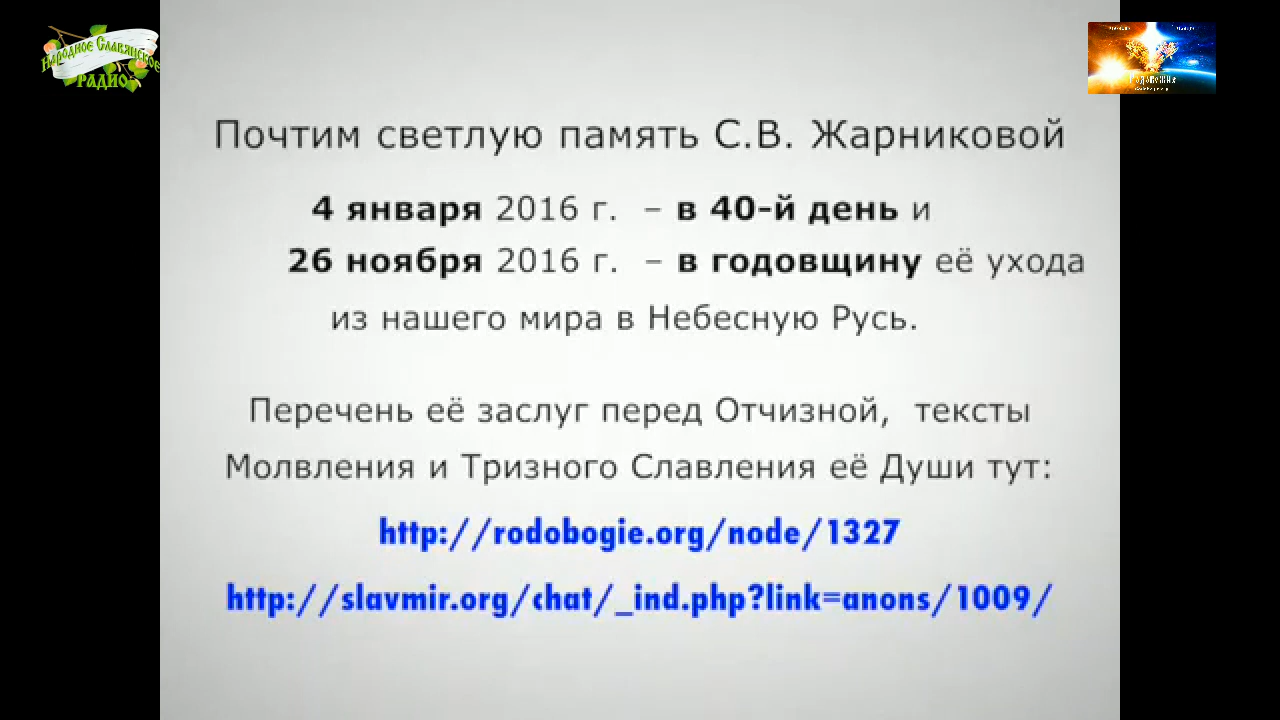 Народное Славянское
РАДИО
Почтим светлую память С.В. Жарниковой
4 января 2016 г. – в 40-й день и
26 ноября 2016 г. – в годовщину её ухода
из нашего мира в Небесную Русь.
Перечень её заслуг перед Отчизной, тексты
Молвления и Тризного Славления её Души тут:
http://rodobogie.org/node/1327
http://slavmir.org/chat/_ind.php?link=anons/1009/